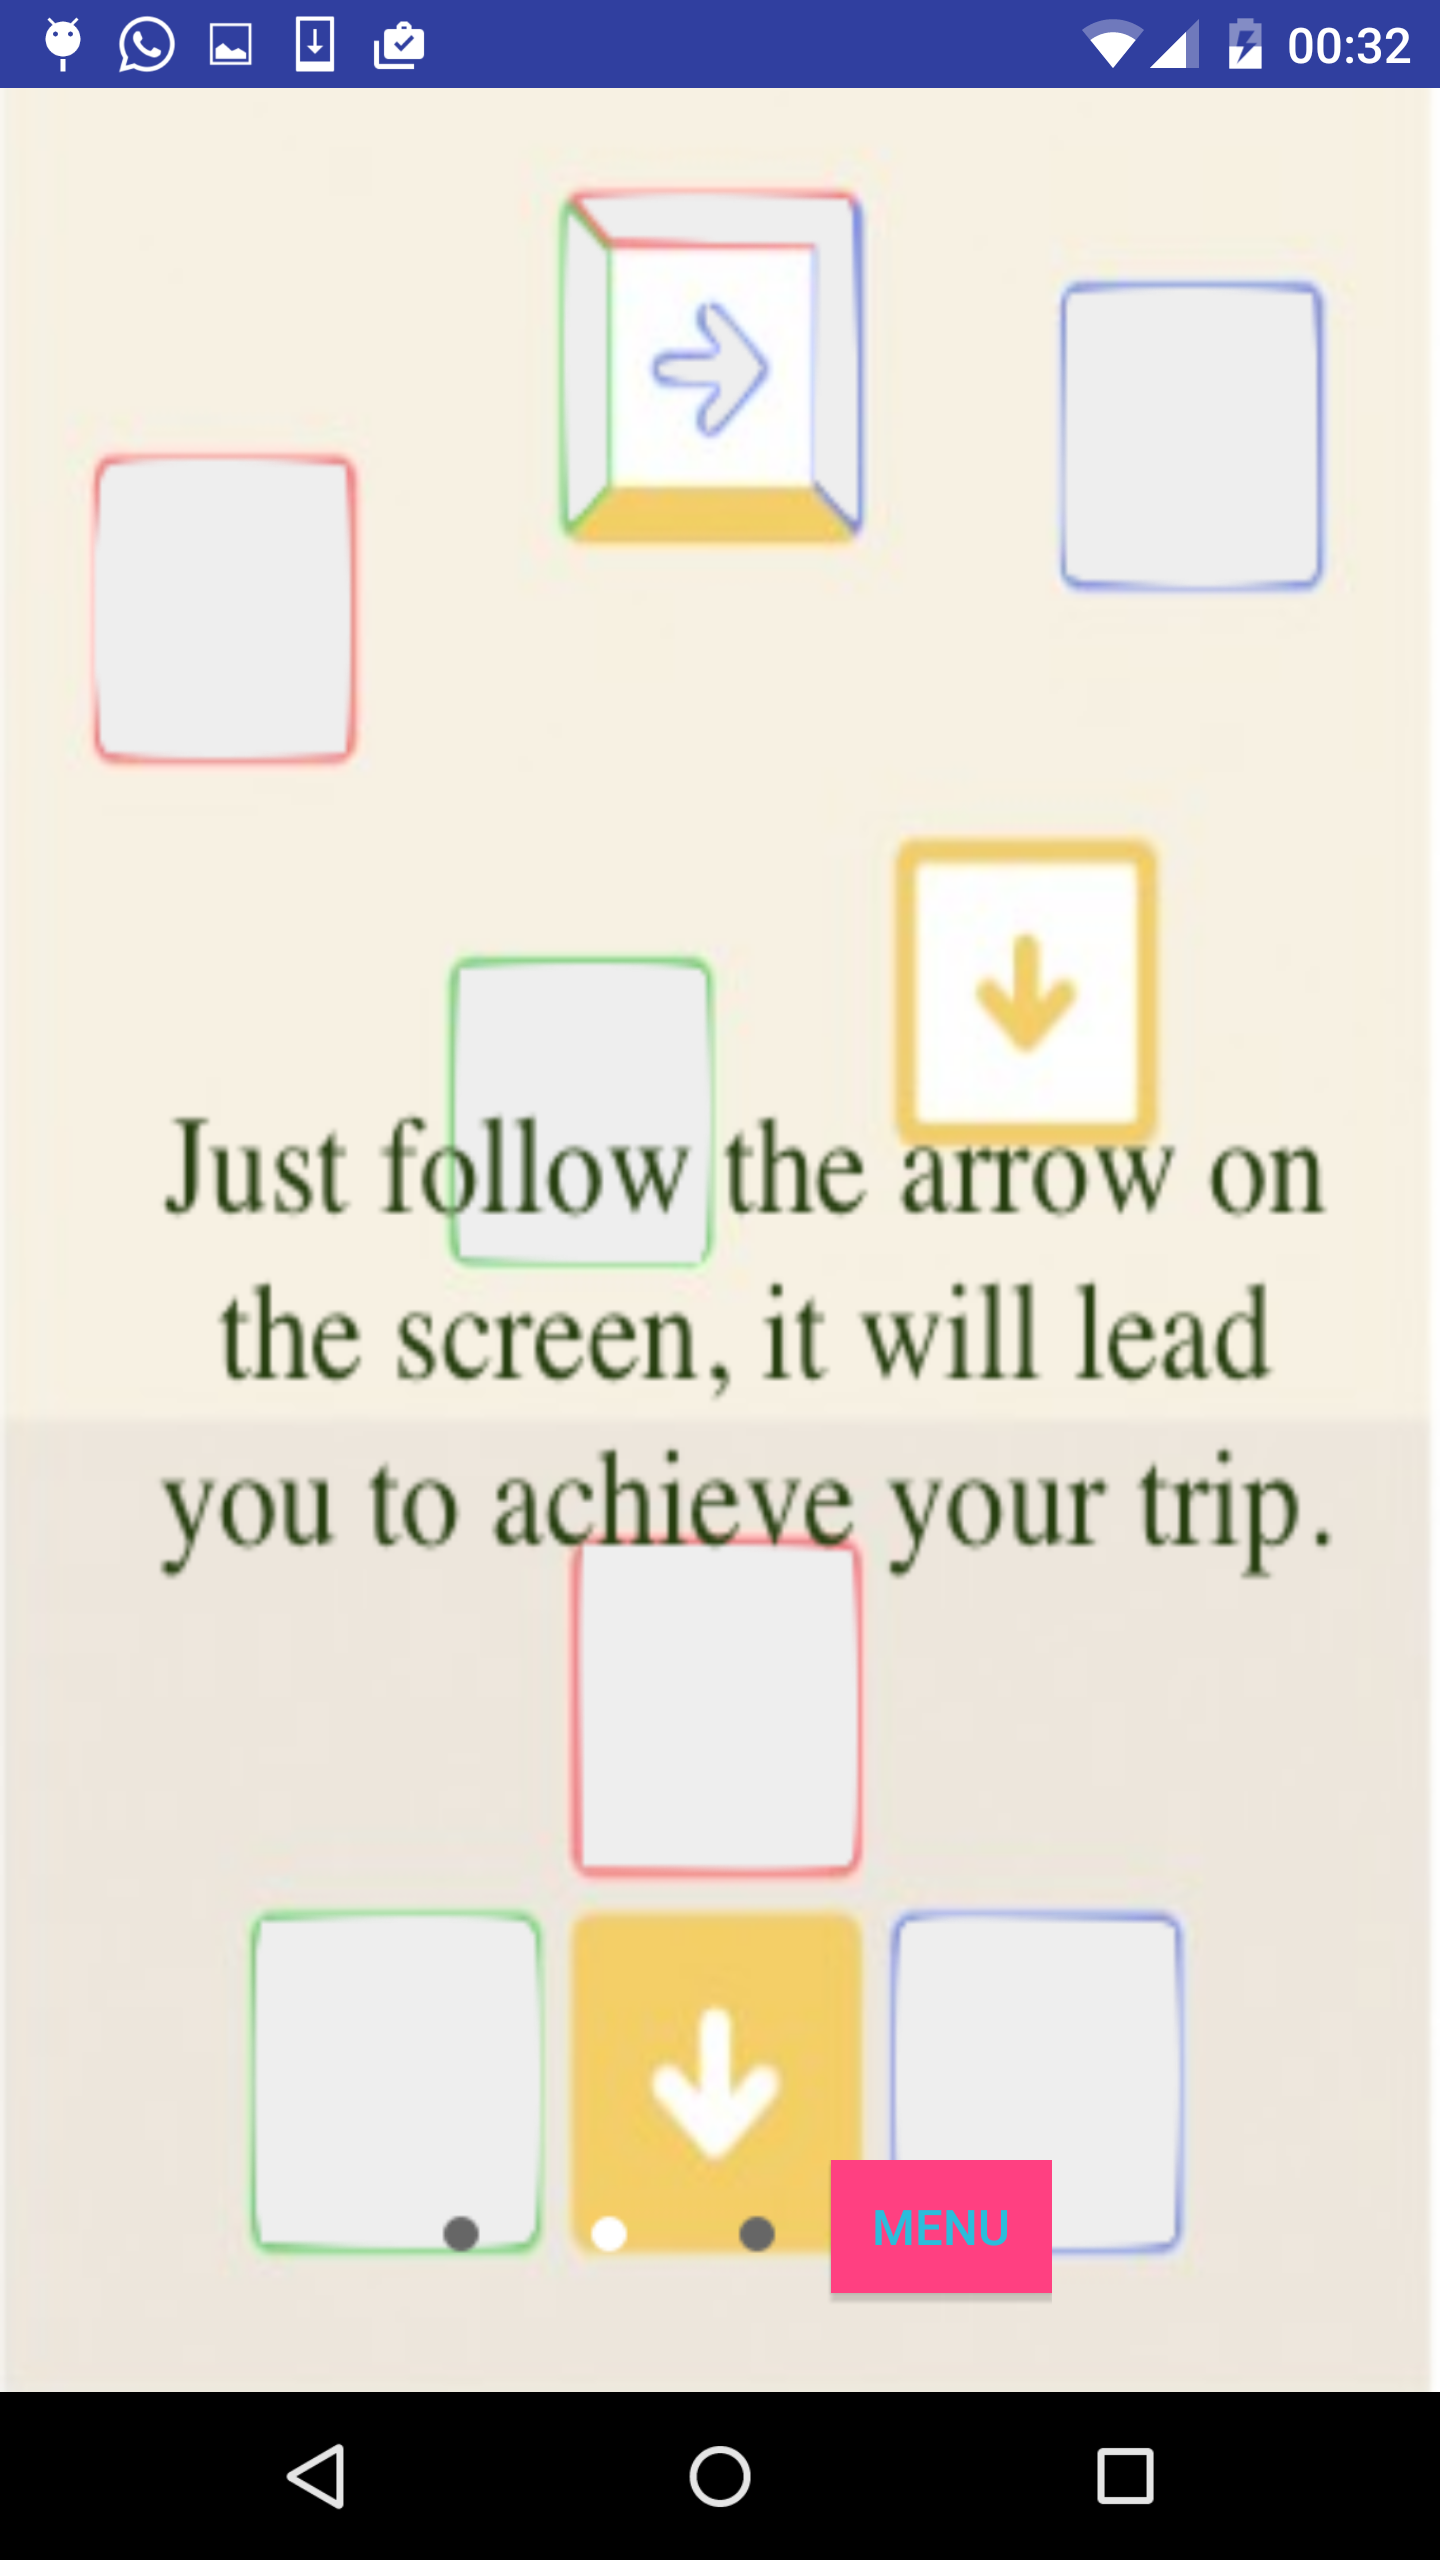 00:32
Just follow the arrow on
the screen, it will lead
you to achieve your trip.
MENU